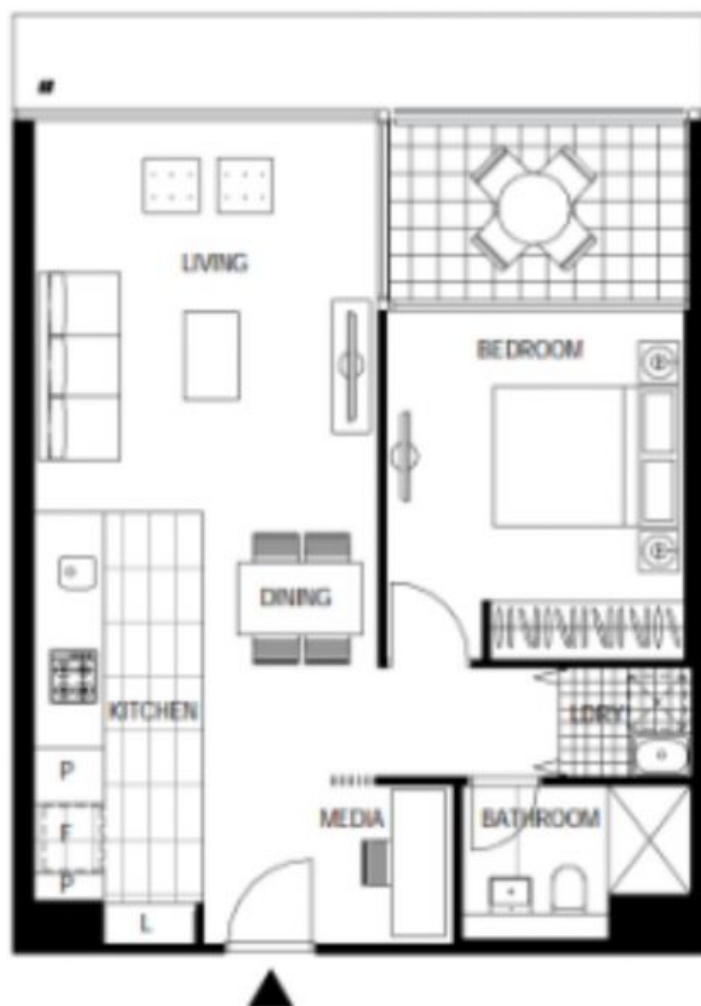 LIVING
BEDROOM
DINING
KITCHEN
LDRY
P
MEDIA
BATHROOM
F
P
L